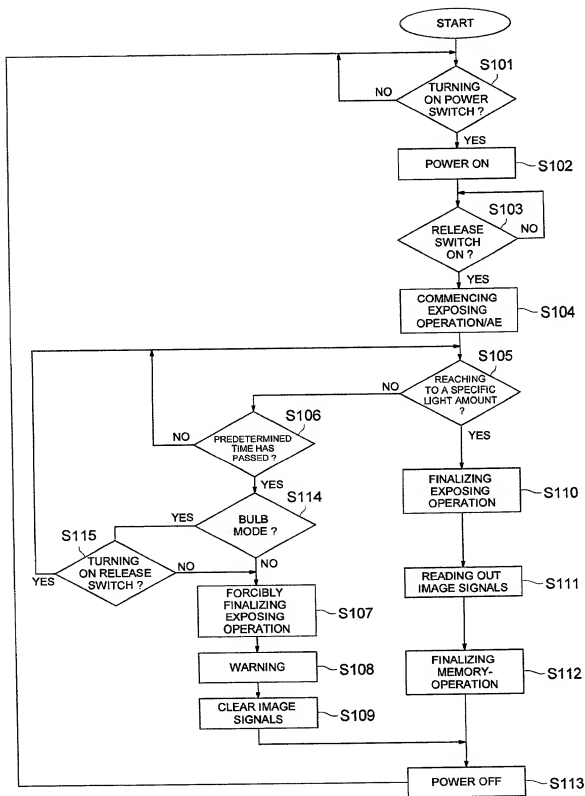 START
S101
TURNING
ON POWER
SWITCH ?
NO
YES
POWER ON
S102
S103
RELEASE
SWITCH
ON ?
NO
YES
COMMENCING
EXPOSING
OPERATION/AE
S104
S105
REACHING
TO A SPECIFIC
LIGHT AMOUNT
?
NO
YES
S106
PREDETERMINED
TIME HAS
PASSED ?
NO
YES
FINALIZING
EXPOSING
OPERATION
S110
S114
BULB
MODE ?
YES
NO
S115
TURNING
ON RELEASE
SWITCH ?
YES
NO
READING OUT
IMAGE SIGNALS
S111
FORCIBLY
FINALIZING
EXPOSING
OPERATION
S107
WARNING
S108
FINALIZING
MEMORY-
OPERATION
S112
CLEAR IMAGE
SIGNALS
S109
POWER OFF
S113